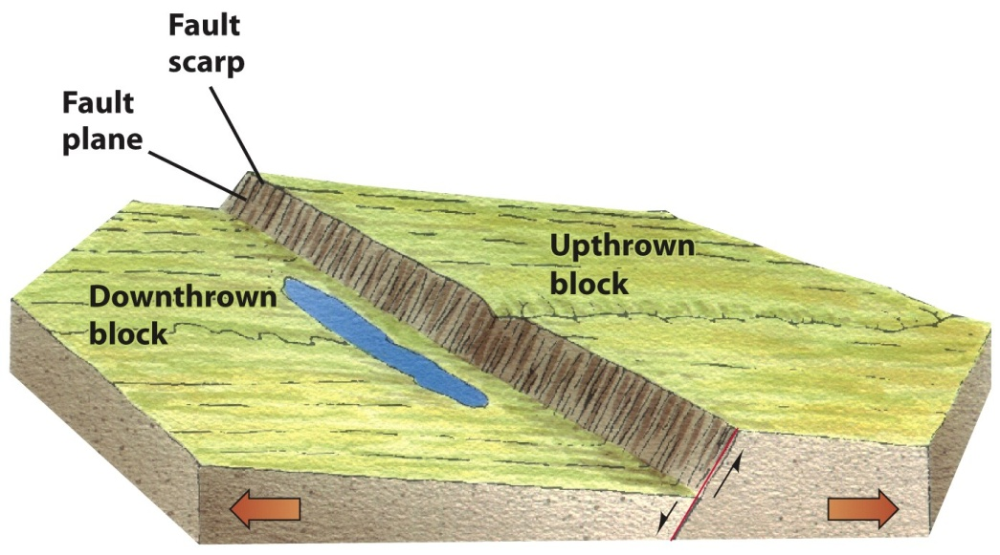 Fault
scarp
Fault
plane
Upthrown
block
Downthrown
block